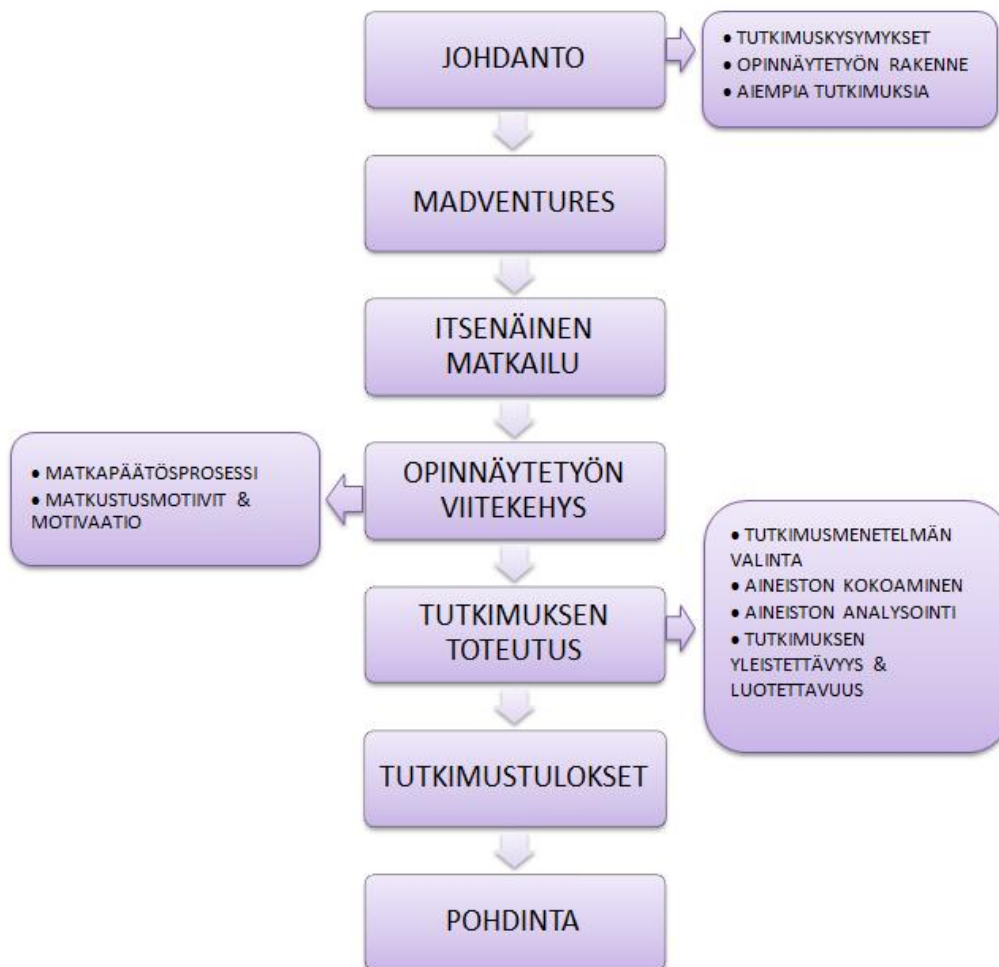 JOHDANTO
• TUTKIMUSKYSYMYKSET
• OPINNÄYTETYÖN RAKENNE
• AIEMPIA TUTKIMUKSIA
MADVENTURES
ITSENÄINEN
MATKAILU
• MATKAPÄÄTÖSPROSESSI
• MATKUSTUSMOTIIVIT &
MOTIVAATIO
OPINNÄYTETYÖN
VIITEKEHYS
TUTKIMUKSEN
TOTEUTUS
• TUTKIMUSMENETELMÄN
VALINTA
• AINEISTON KOKOAMINEN
• AINEISTON ANALYSOINTI
• TUTKIMUKSEN
YLEISTETTÄVYYS &
LUOTETTAVUUS
TUTKIMUSTULOKSET
POHDINTA